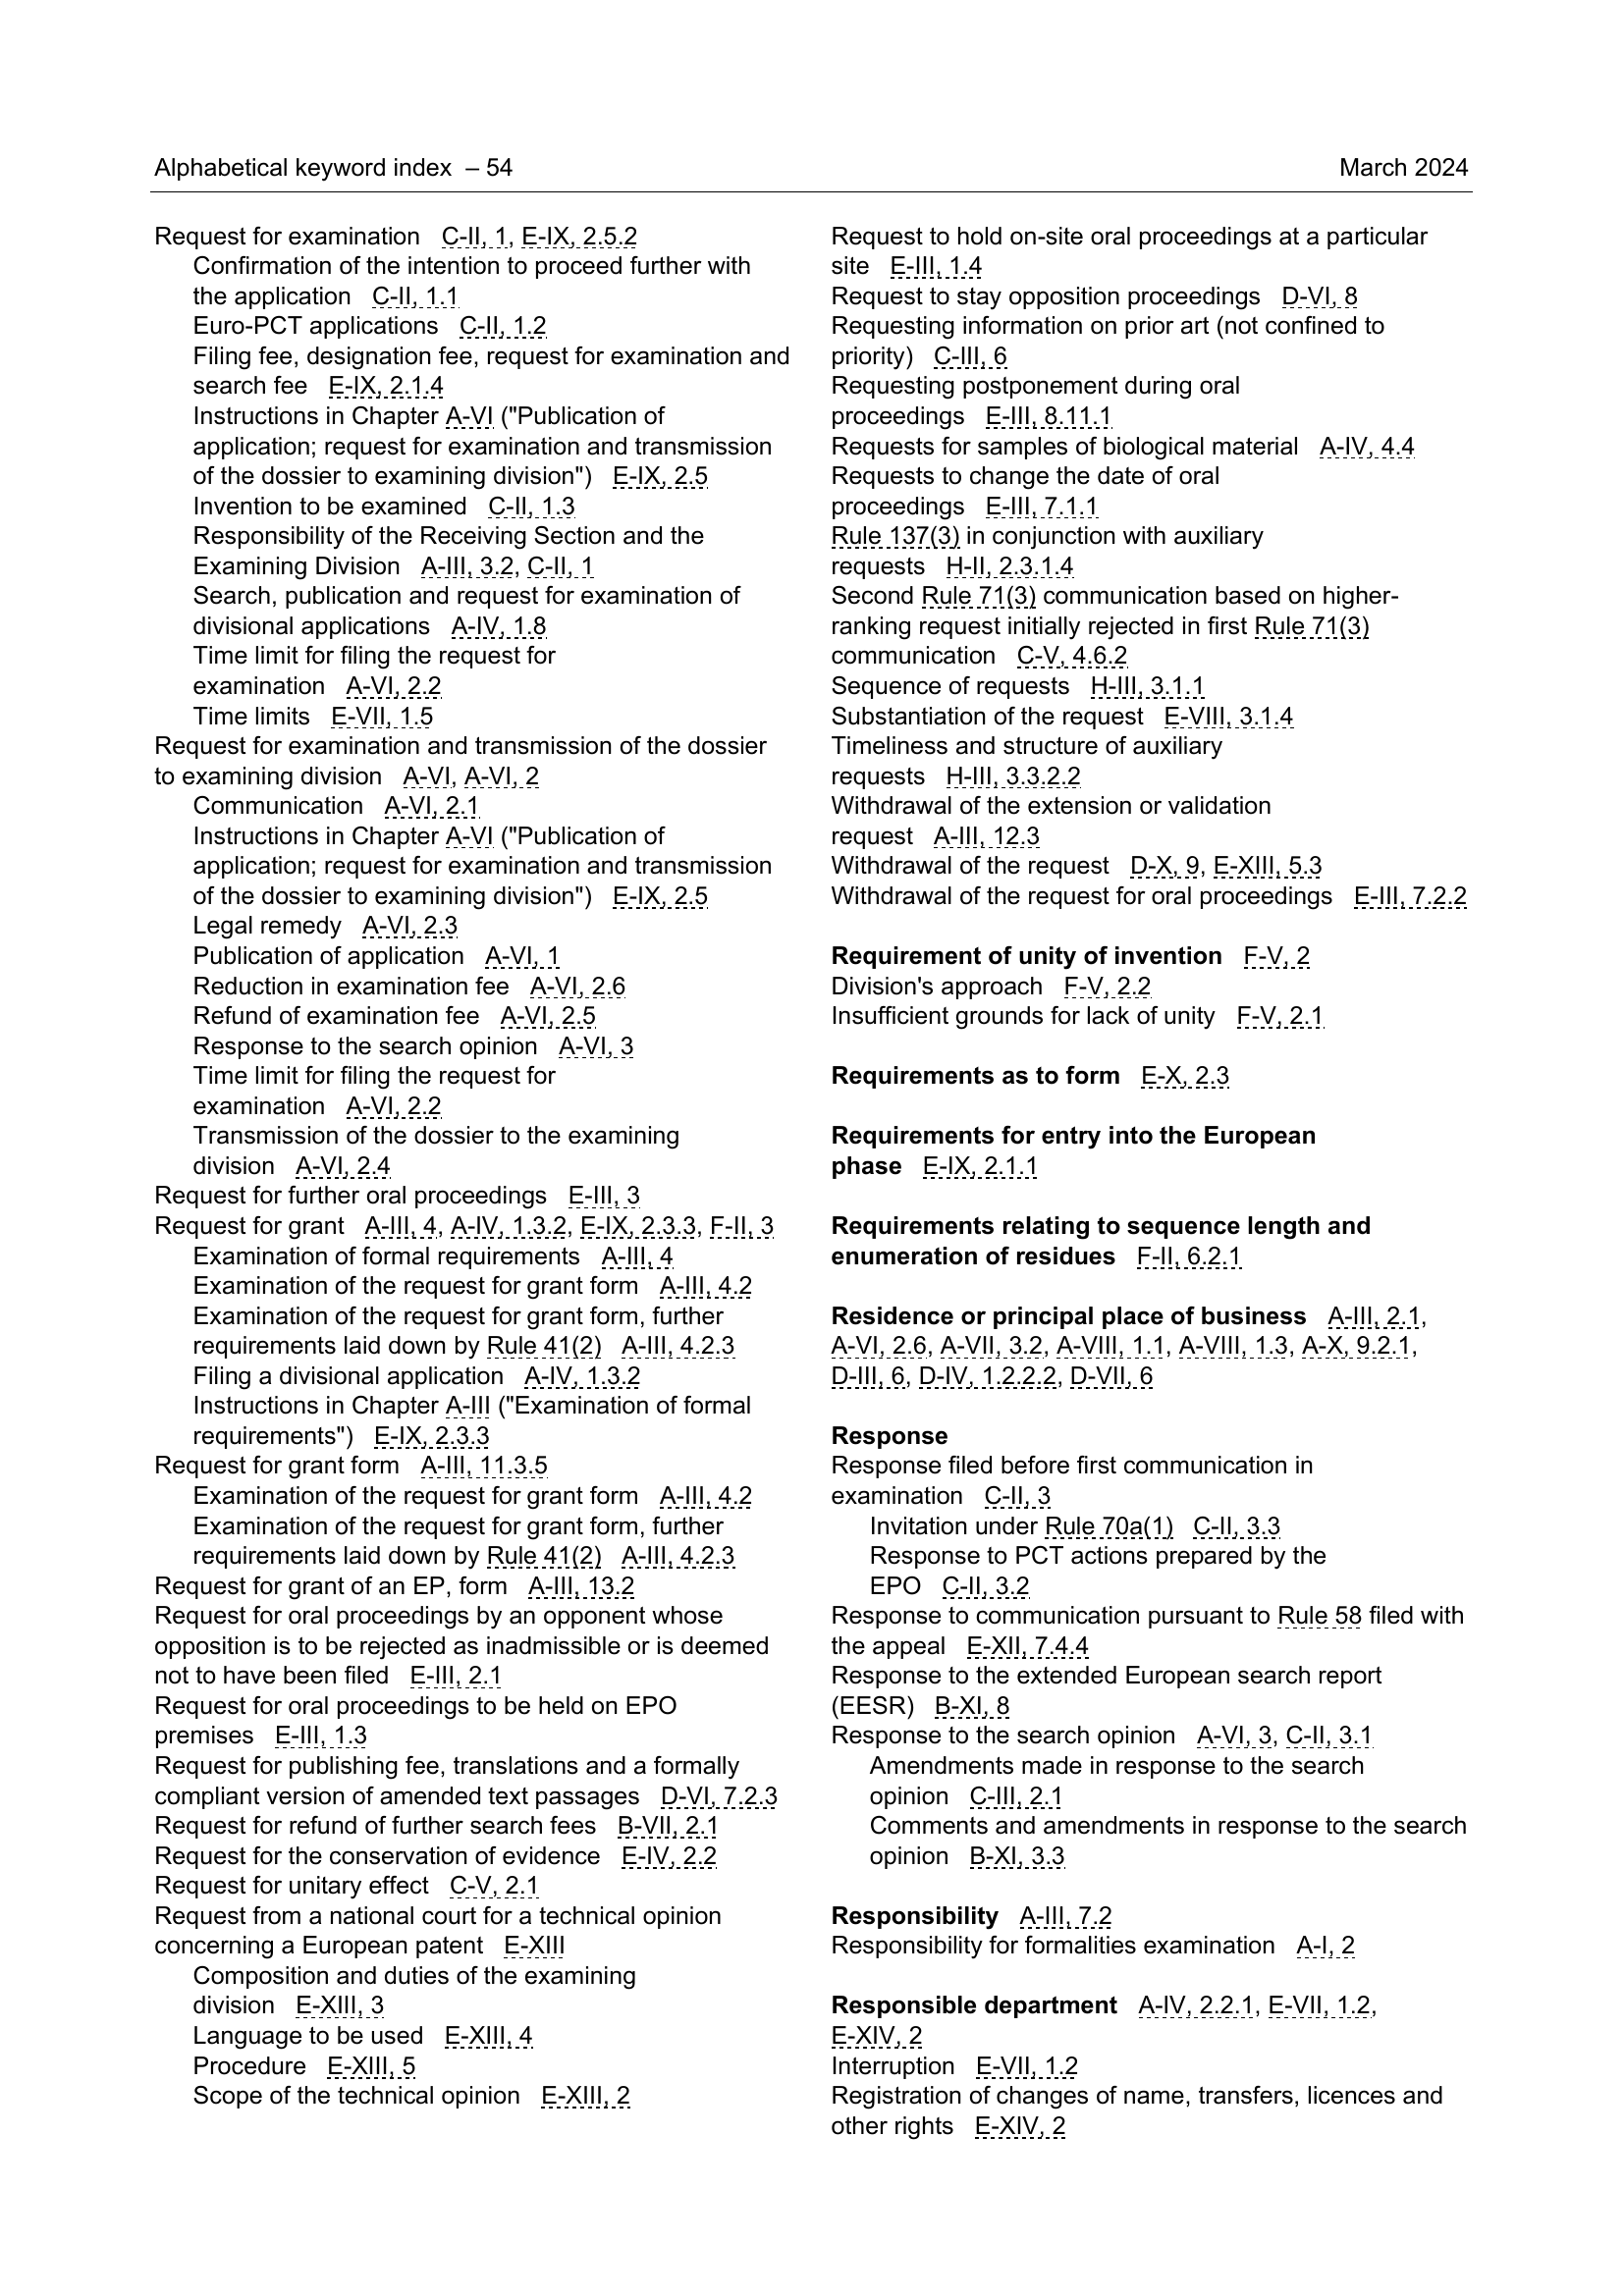 Alphabetical keyword index – 54
March 2024
Request for examination C-II, 1, E-IX, 2.5.2
Confirmation of the intention to proceed further with
the application C-II, 1.1
Euro-PCT applications C-II, 1.2
Filing fee, designation fee, request for examination and
search fee E-IX, 2.1.4
Instructions in Chapter A-VI ("Publication of
application; request for examination and transmission
of the dossier to examining division") E-IX, 2.5
Invention to be examined C-II, 1.3
Responsibility of the Receiving Section and the
Examining Division A-III, 3.2, C-II, 1
Search, publication and request for examination of
divisional applications A-IV, 1.8
Time limit for filing the request for
examination A-VI, 2.2
Time limits E-VII, 1.5
Request for examination and transmission of the dossier
to examining division A-VI, A-VI, 2
Communication A-VI, 2.1
Instructions in Chapter A-VI ("Publication of
application; request for examination and transmission
of the dossier to examining division") E-IX, 2.5
Legal remedy A-VI, 2.3
Publication of application A-VI, 1
Reduction in examination fee A-VI, 2.6
Refund of examination fee A-VI, 2.5
Response to the search opinion A-VI, 3
Time limit for filing the request for
examination A-VI, 2.2
Transmission of the dossier to the examining
division A-VI, 2.4
Request for further oral proceedings E-III, 3
Request for grant A-III, 4, A-IV, 1.3.2, E-IX, 2.3.3, F-II, 3
Examination of formal requirements A-III, 4
Examination of the request for grant form A-III, 4.2
Examination of the request for grant form, further
requirements laid down by Rule 41(2) A-III, 4.2.3
Filing a divisional application A-IV, 1.3.2
Instructions in Chapter A-III ("Examination of formal
requirements") E-IX, 2.3.3
Request for grant form A-III, 11.3.5
Examination of the request for grant form A-III, 4.2
Examination of the request for grant form, further
requirements laid down by Rule 41(2) A-III, 4.2.3
Request for grant of an EP, form A-III, 13.2
Request for oral proceedings by an opponent whose
opposition is to be rejected as inadmissible or is deemed
not to have been filed E-III, 2.1
Request for oral proceedings to be held on EPO
premises E-III, 1.3
Request for publishing fee, translations and a formally
compliant version of amended text passages D-VI, 7.2.3
Request for refund of further search fees B-VII, 2.1
Request for the conservation of evidence E-IV, 2.2
Request for unitary effect C-V, 2.1
Request from a national court for a technical opinion
concerning a European patent E-XIII
Composition and duties of the examining
division E-XIII, 3
Language to be used E-XIII, 4
Procedure E-XIII, 5
Scope of the technical opinion E-XIII, 2
Request to hold on-site oral proceedings at a particular
site E-III, 1.4
Request to stay opposition proceedings D-VI, 8
Requesting information on prior art (not confined to
priority) C-III, 6
Requesting postponement during oral
proceedings E-III, 8.11.1
Requests for samples of biological material A-IV, 4.4
Requests to change the date of oral
proceedings E-III, 7.1.1
Rule 137(3) in conjunction with auxiliary
requests H-II, 2.3.1.4
Second Rule 71(3) communication based on higher-
ranking request initially rejected in first Rule 71(3)
communication C-V, 4.6.2
Sequence of requests H-III, 3.1.1
Substantiation of the request E-VIII, 3.1.4
Timeliness and structure of auxiliary
requests H-III, 3.3.2.2
Withdrawal of the extension or validation
request A-III, 12.3
Withdrawal of the request D-X, 9, E-XIII, 5.3
Withdrawal of the request for oral proceedings E-III, 7.2.2
Requirement of unity of invention F-V, 2
Division's approach F-V, 2.2
Insufficient grounds for lack of unity F-V, 2.1
Requirements as to form E-X, 2.3
Requirements for entry into the European
phase E-IX, 2.1.1
Requirements relating to sequence length and
enumeration of residues F-II, 6.2.1
Residence or principal place of business A-III, 2.1,
A-VI, 2.6, A-VII, 3.2, A-VIII, 1.1, A-VIII, 1.3, A-X, 9.2.1,
D-III, 6, D-IV, 1.2.2.2, D-VII, 6
Response
Response filed before first communication in
examination C-II, 3
Invitation under Rule 70a(1) C-II, 3.3
Response to PCT actions prepared by the
EPO C-II, 3.2
Response to communication pursuant to Rule 58 filed with
the appeal E-XII, 7.4.4
Response to the extended European search report
(EESR) B-XI, 8
Response to the search opinion A-VI, 3, C-II, 3.1
Amendments made in response to the search
opinion C-III, 2.1
Comments and amendments in response to the search
opinion B-XI, 3.3
Responsibility A-III, 7.2
Responsibility for formalities examination A-I, 2
Responsible department A-IV, 2.2.1, E-VII, 1.2,
E-XIV, 2
Interruption E-VII, 1.2
Registration of changes of name, transfers, licences and
other rights E-XIV, 2